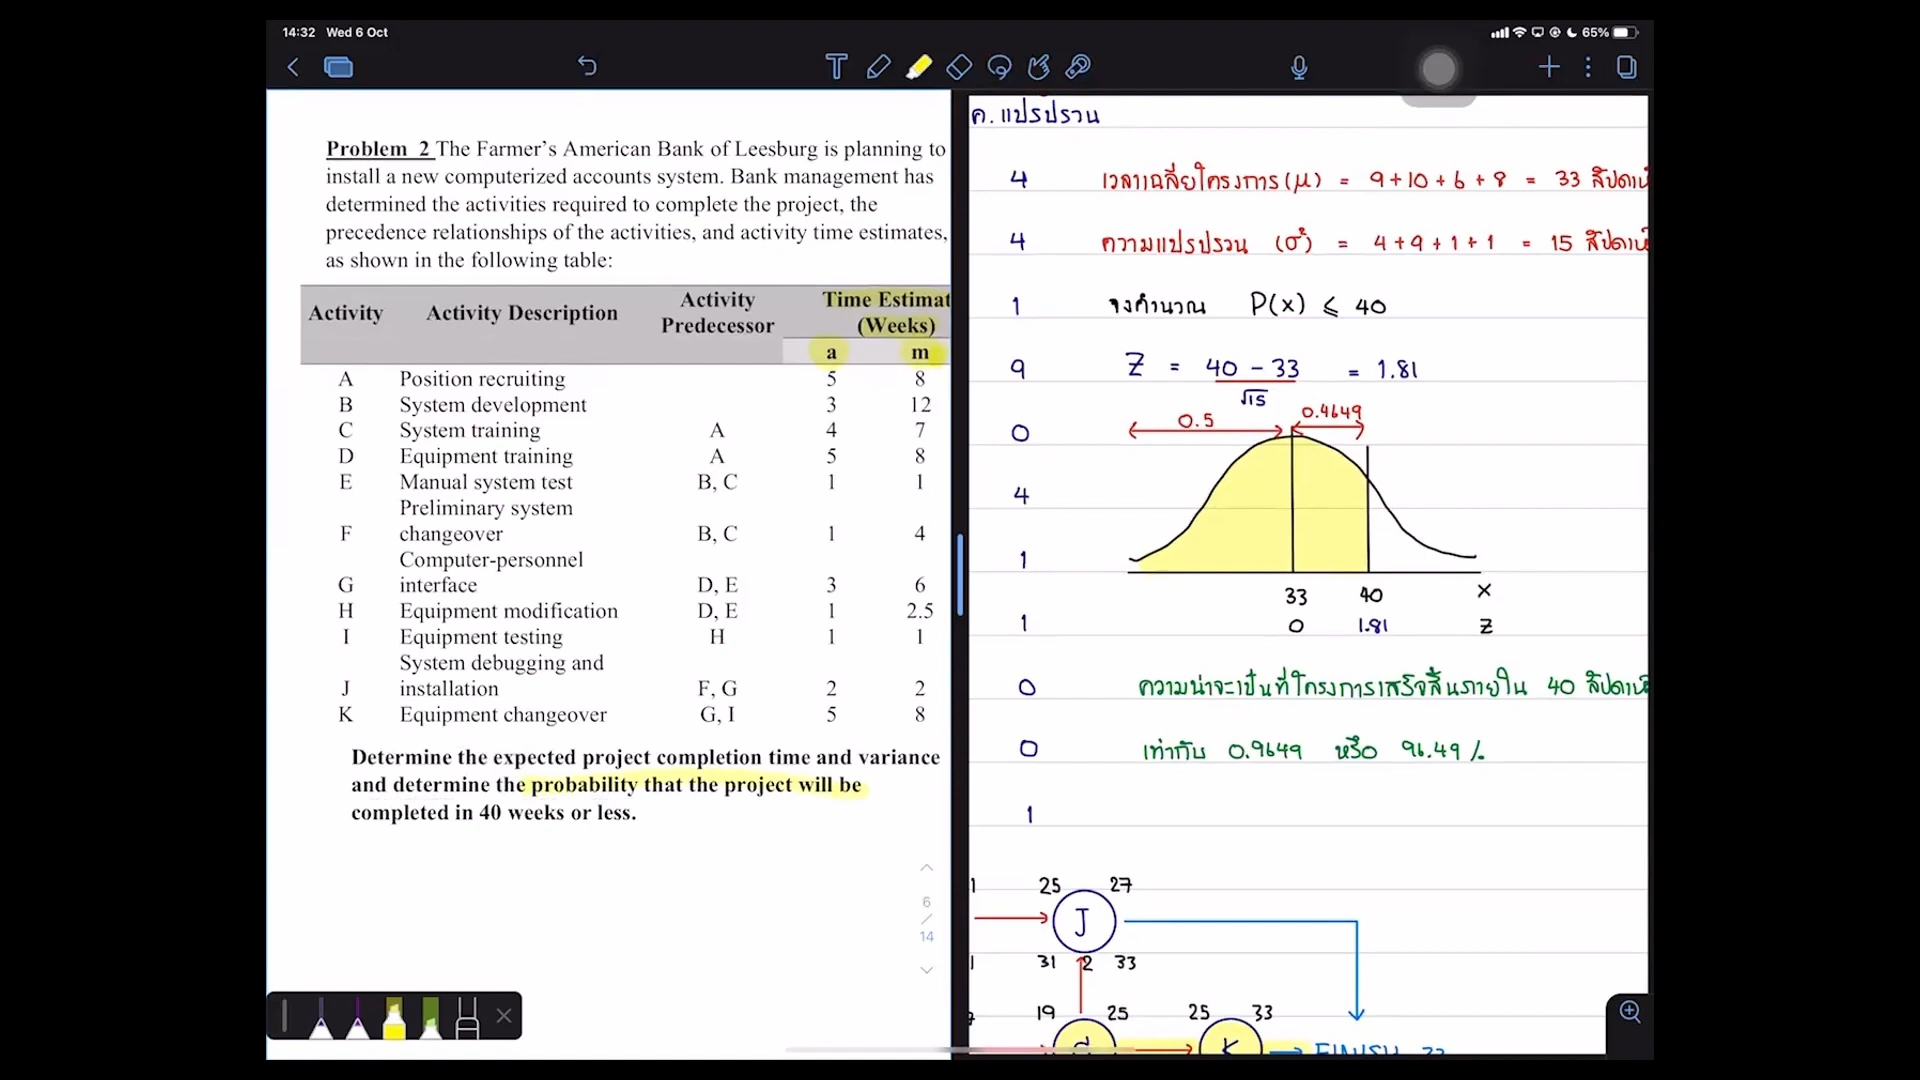 14:32 Wed 6 Oct
65%
Problem 2 The Farmer's American Bank of Leesburg is planning to
install a new computerized accounts system. Bank management has
determined the activities required to complete the project, the
precedence relationships of the activities, and activity time estimates,
as shown in the following table:
Activity Activity Description Activity Predecessor Time Estimat (Weeks)
a m
A Position recruiting 5 8
B System development 3 12
C System training A 4 7
D Equipment training A 5 8
E Manual system test B, C 1 1
Preliminary system
F changeover B, C 1 4
Computer-personnel
G interface D, E 3 6
H Equipment modification D, E 1 2.5
I Equipment testing H 1 1
System debugging and
J installation F, G 2 2
K Equipment changeover G, I 5 8
Determine the expected project completion time and variance
and determine the probability that the project will be
completed in 40 weeks or less.
6
/
14
ค.แปรปรวน
4 เวลาเฉลี่ยโครงการ(μ) = 9+10+6+8 = 33 สัปดาห์
4 ความแปรปรวน (σ²) = 4+9+1+1 = 15 สัปดาห์
1 จงคำนวณ P(x) ⩽ 40
9 Z = 40 - 33 = 1.81
√15
0 0.5 0.4649
4
1
33 40 X
1 0 1.81 Z
0 ความน่าจะเป็นที่โครงการเสร็จสิ้นภายใน 40 สัปดาห์
0 เท่ากับ 0.9649 หรือ 96.49 %
1
25 27
J
31 2 33
19 25 25 33
K
FINISH